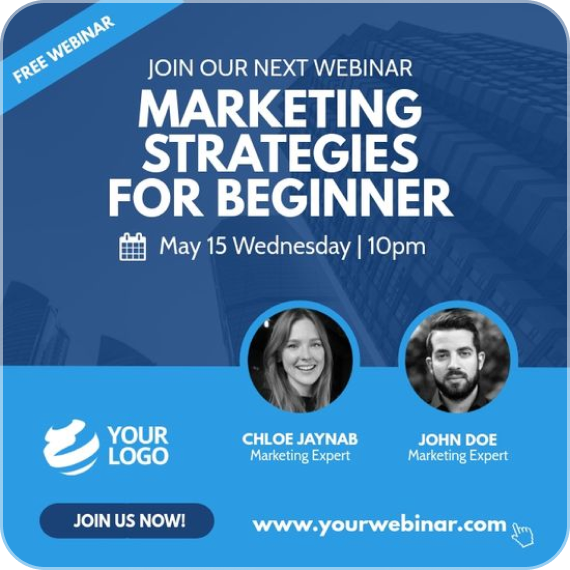 FREE WEBINAR
JOIN OUR NEXT WEBINAR
MARKETING
STRATEGIES
FOR BEGINNER
May 15 Wednesday | 10pm
CHLOE JAYNAB
Marketing Expert
JOHN DOE
Marketing Expert
YOUR
LOGO
JOIN US NOW!
www.yourwebinar.com